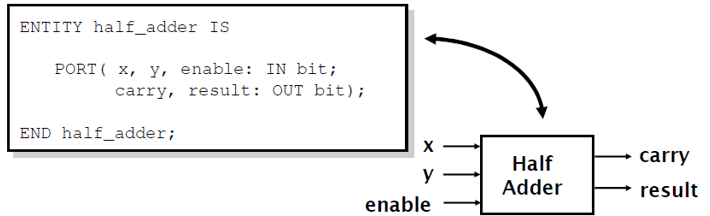 ENTITY half_adder IS
PORT( x, y, enable: IN bit;
carry, result: OUT bit);
END half_adder;
x
y
enable
Half
Adder
carry
result